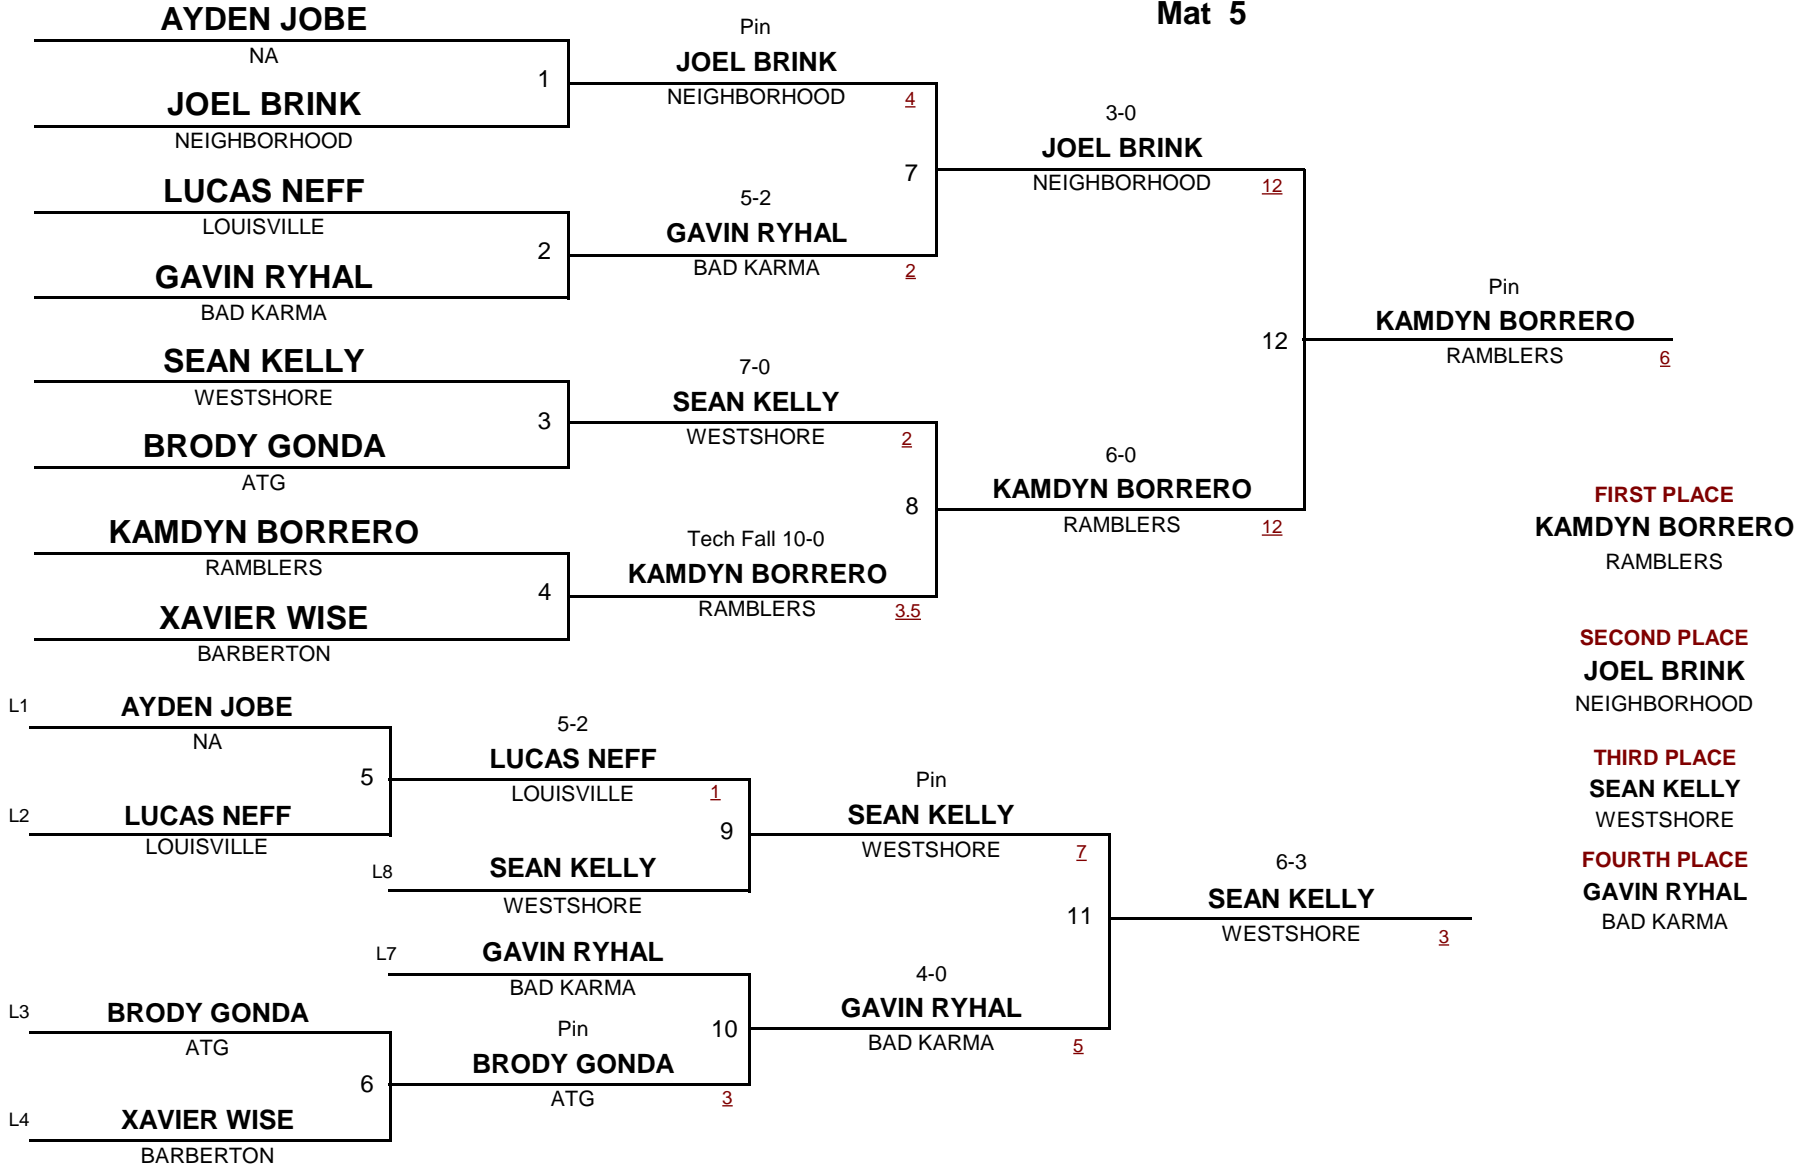 Mat 5
AYDEN JOBE
NA
1
JOEL BRINK
NEIGHBORHOOD
LUCAS NEFF
LOUISVILLE
2
GAVIN RYHAL
BAD KARMA
SEAN KELLY
WESTSHORE
3
BRODY GONDA
ATG
KAMDYN BORRERO
RAMBLERS
4
XAVIER WISE
BARBERTON
Pin
JOEL BRINK
NEIGHBORHOOD 4
7
5-2
GAVIN RYHAL
BAD KARMA 2
7-0
SEAN KELLY
WESTSHORE 2
8
Tech Fall 10-0
KAMDYN BORRERO
RAMBLERS 3.5
3-0
JOEL BRINK
NEIGHBORHOOD 12
12
6-0
KAMDYN BORRERO
RAMBLERS 12
Pin
KAMDYN BORRERO
RAMBLERS 6
L1 AYDEN JOBE
NA
5
L2 LUCAS NEFF
LOUISVILLE
5-2
LUCAS NEFF
LOUISVILLE 1
9
L8 SEAN KELLY
WESTSHORE
L7 GAVIN RYHAL
BAD KARMA
L3 BRODY GONDA
ATG
6
L4 XAVIER WISE
BARBERTON
Pin
10
BRODY GONDA
ATG 3
Pin
SEAN KELLY
WESTSHORE 7
11
4-0
GAVIN RYHAL
BAD KARMA 5
6-3
SEAN KELLY
WESTSHORE 3
FIRST PLACE
KAMDYN BORRERO
RAMBLERS
SECOND PLACE
JOEL BRINK
NEIGHBORHOOD
THIRD PLACE
SEAN KELLY
WESTSHORE
FOURTH PLACE
GAVIN RYHAL
BAD KARMA